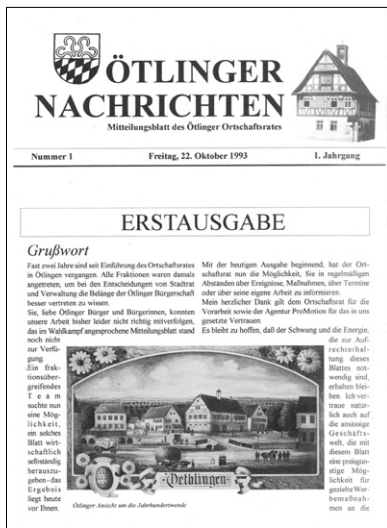 ÖTLINGER
NACHRICHTEN
Mitteilungsblatt des Ötlinger Ortschaftsrates
Nummer 1 Freitag, 22. Oktober 1993 1. Jahrgang
ERSTAUSGABE
Grußwort
Fast zwei Jahre sind seit Einführung des Ortschaftsrates
in Ötlingen vergangen. Alle Fraktionen waren damals
angetreten, um bei den Entscheidungen von Stadtrat
und Verwaltung die Belänge der Ötlinger Bürgerschaft
besser vertreten zu wissen.
Sie, liebe Ötlinger Bürger und Bürgerinnen, konnten
unsere Arbeit bisher leider nicht richtig mitverfolgen,
das im Wahlkampf angesprochene Mitteilungsblatt stand
noch nicht
zur Verfü-
gung.
Ein frak-
tionsüber-
greifendes
Team
suchte nun
eine Mög-
lichkeit,
ein solches
Blatt wirt-
schaftlich
selbständig
herauszu-
geben - das
Ergebnis
liegt heute
vor Ihnen.
Mit der heutigen Ausgabe beginnend, hat der Ort-
schaftsrat nun die Möglichkeit, Sie in regelmäßigen
Abständen über Ereignisse, Maßnahmen, über Termine
oder über seine eigene Arbeit zu informieren.
Mein herzlicher Dank gilt dem Ortschaftsrat für die
Vorarbeit sowie der Agentur ProMotion für das in uns
gesetzte Vertrauen.
Es bleibt zu hoffen, daß der Schwung und die Energie,
die zur Auf-
rechterhal-
tung dieses
Blattes not-
wendig sind,
erhalten blei-
ben. Ich ver-
traue natür-
lich auch auf
die ansässige
Geschäfts-
welt, die mit
diesem Blatt
eine preisgün-
stige Mög-
lichkeit für
gezielte Wer-
bemaßnah-
men an die
Oethlingen
Ötlinger Ansicht um die Jahrhundertwende